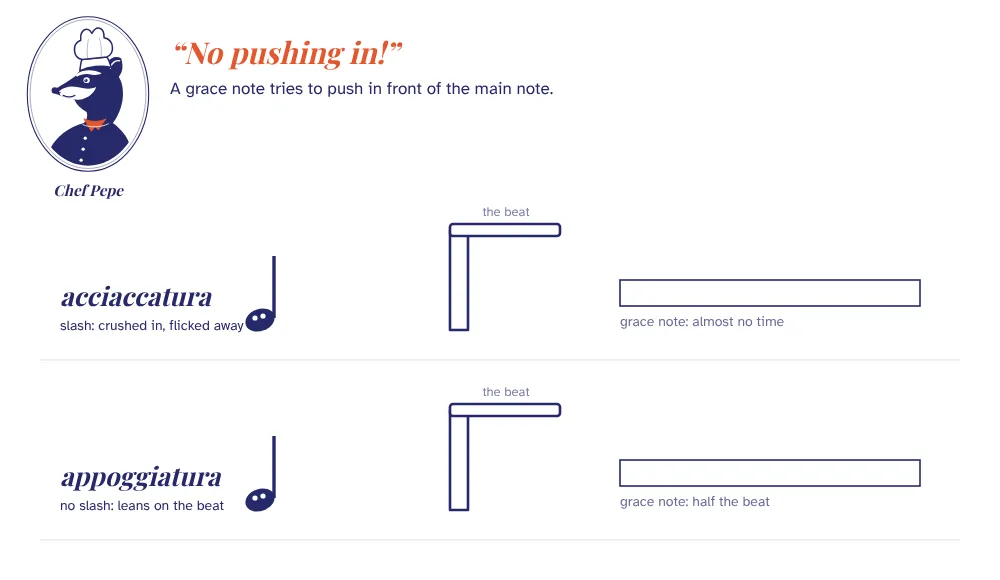 “No pushing in!”
A grace note tries to push in front of the main note.
Chef Pepe
the beat
acciaccatura
slash: crushed in, flicked away
grace note: almost no time
the beat
appoggiatura
no slash: leans on the beat
grace note: half the beat